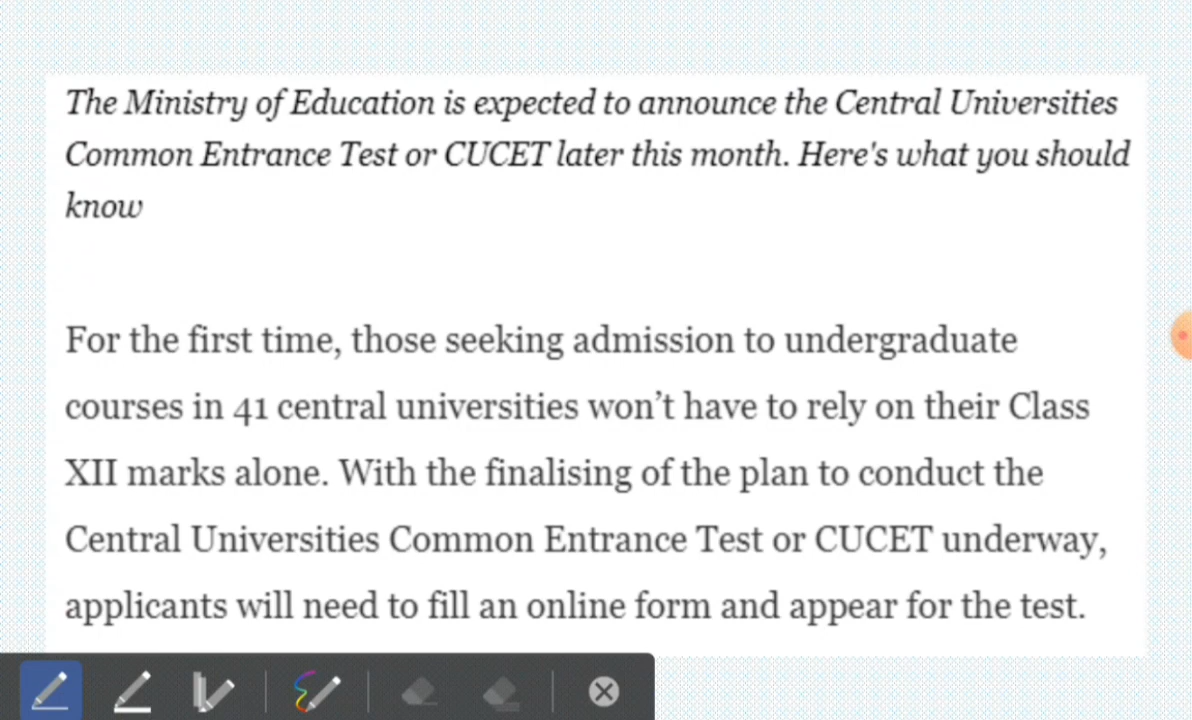 The Ministry of Education is expected to announce the Central Universities
Common Entrance Test or CUCET later this month. Here's what you should
know
For the first time, those seeking admission to undergraduate
courses in 41 central universities won’t have to rely on their Class
XII marks alone. With the finalising of the plan to conduct the
Central Universities Common Entrance Test or CUCET underway,
applicants will need to fill an online form and appear for the test.